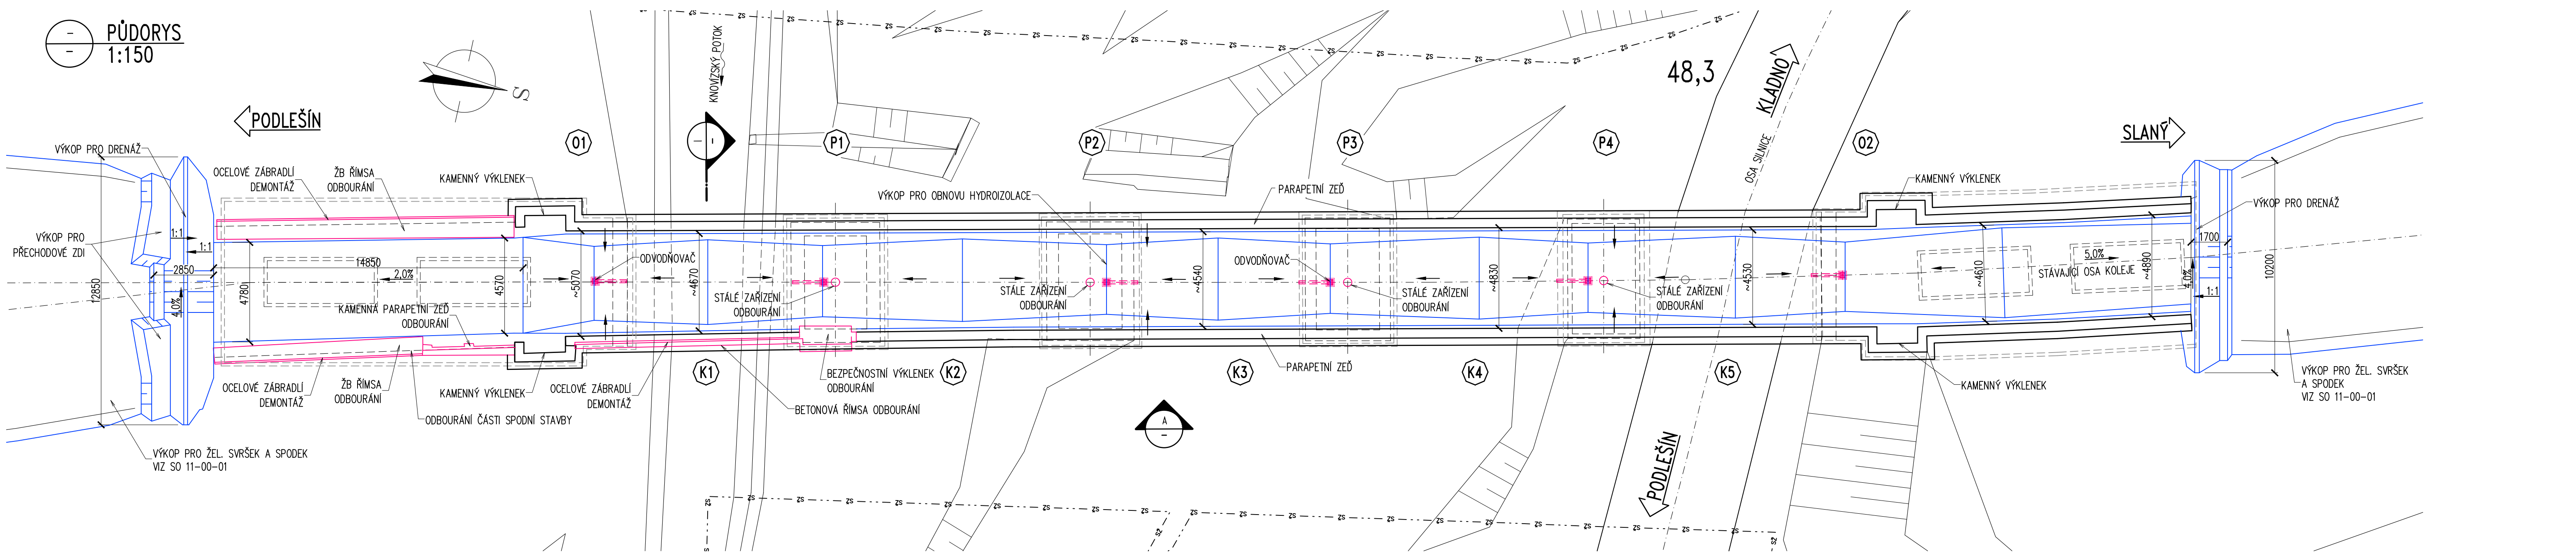 PŮDORYS
1:150
S
PODLEŠÍN
KNOVÍZSKÝ POTOK
48,3
KLADNO
OSA SILNICE
SLANÝ
O1
P1
P2
P3
P4
O2
VÝKOP PRO DRENÁŽ
OCELOVÉ ZÁBRADLÍ
DEMONTÁŽ
ŽB ŘÍMSA
ODBOURÁNÍ
KAMENNÝ VÝKLENEK
VÝKOP PRO OBNOVU HYDROIZOLACE
PARAPETNÍ ZEĎ
KAMENNÝ VÝKLENEK
VÝKOP PRO DRENÁŽ
VÝKOP PRO
PŘECHODOVÉ ZDI
1:1
1:1
2850
14850
2,0%
12850
4,0%
4780
4570
~5070
~4670
~4540
~4830
~4530
~4610
~4890
1700
10200
5,0%
4,0%
1:1
ODVODŇOVAČ
ODVODŇOVAČ
STÁVAJÍCÍ OSA KOLEJE
STÁLÉ ZAŘÍZENÍ
ODBOURÁNÍ
STÁLÉ ZAŘÍZENÍ
ODBOURÁNÍ
STÁLÉ ZAŘÍZENÍ
ODBOURÁNÍ
STÁLÉ ZAŘÍZENÍ
ODBOURÁNÍ
KAMENNÁ PARAPETNÍ ZEĎ
ODBOURÁNÍ
OCELOVÉ ZÁBRADLÍ
DEMONTÁŽ
ŽB ŘÍMSA
ODBOURÁNÍ
KAMENNÝ VÝKLENEK
OCELOVÉ ZÁBRADLÍ
DEMONTÁŽ
ODBOURÁNÍ ČÁSTI SPODNÍ STAVBY
BETONOVÁ ŘÍMSA ODBOURÁNÍ
BEZPEČNOSTNÍ VÝKLENEK
ODBOURÁNÍ
PARAPETNÍ ZEĎ
KAMENNÝ VÝKLENEK
K1
K2
K3
K4
K5
A
PODLEŠÍN
VÝKOP PRO ŽEL. SVRŠEK A SPODEK
VIZ SO 11-00-01
VÝKOP PRO ŽEL. SVRŠEK
A SPODEK
VIZ SO 11-00-01